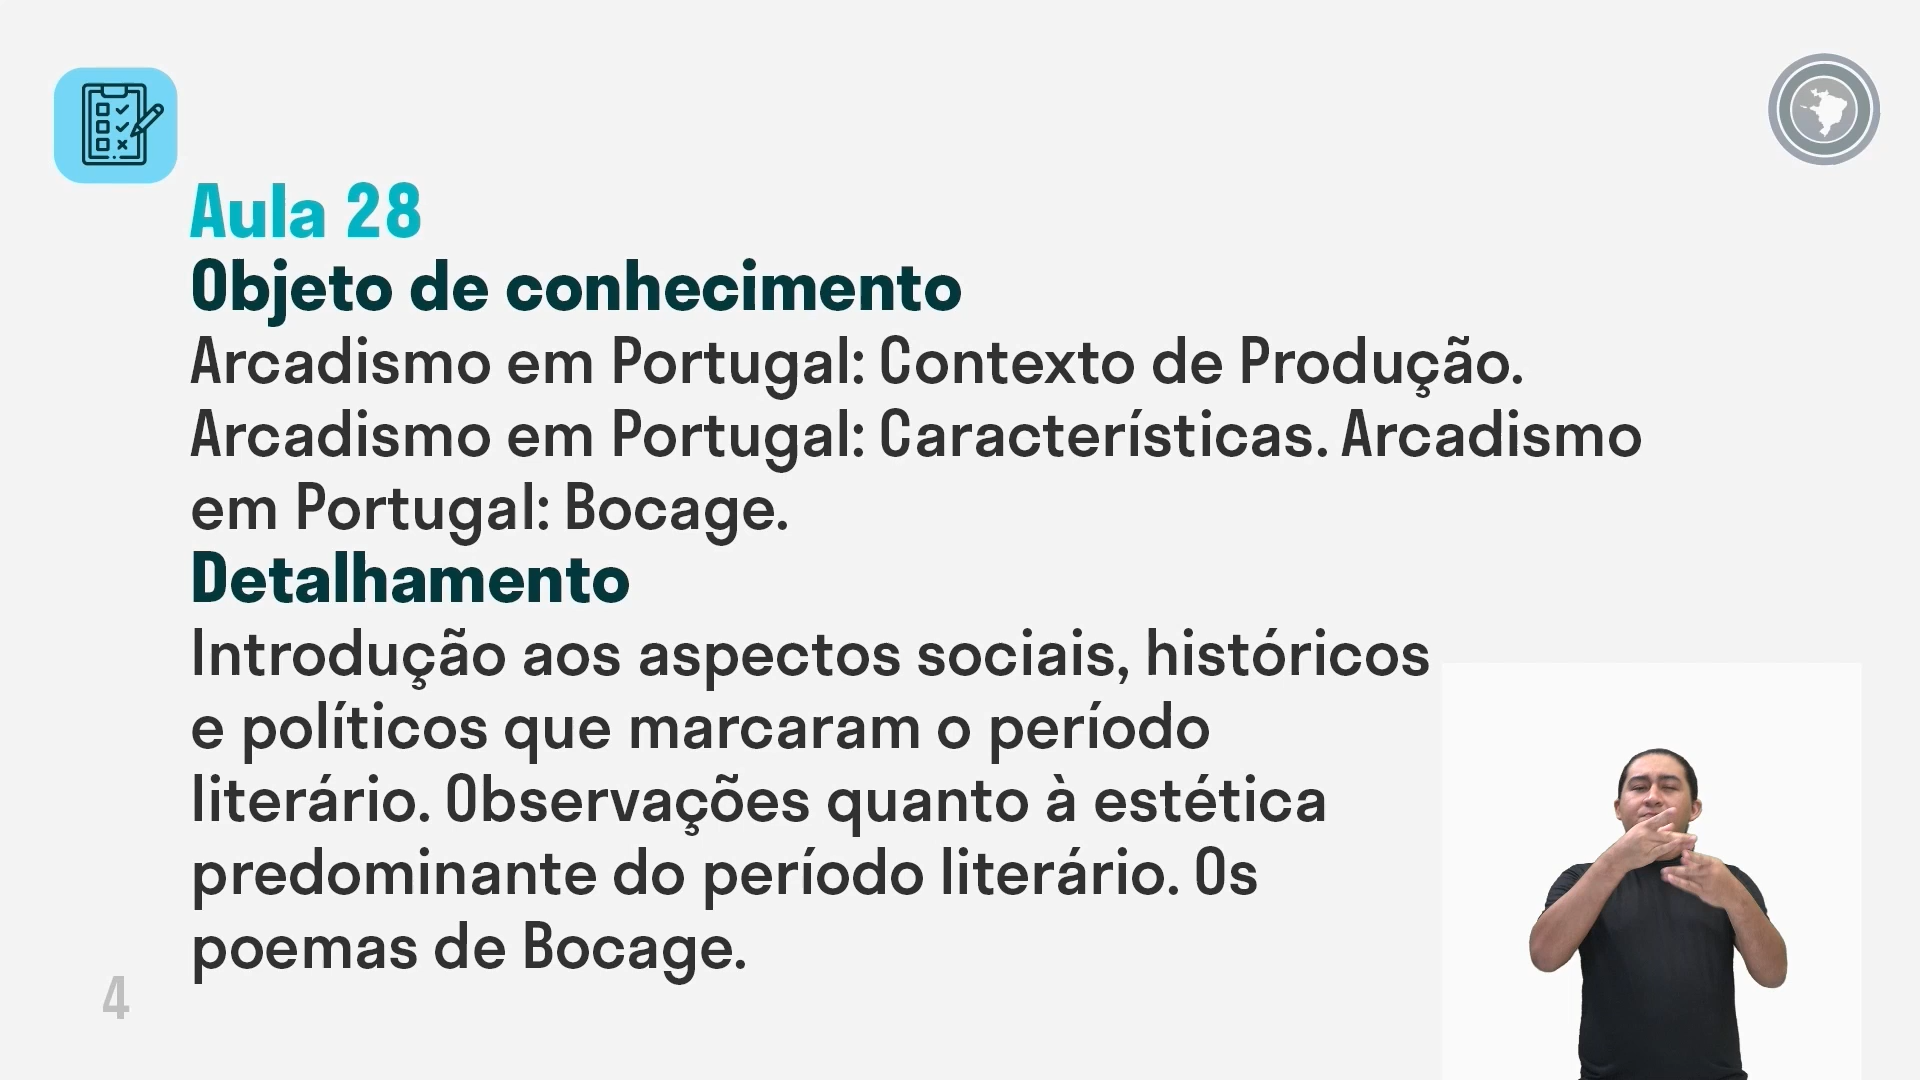 Aula 28
Objeto de conhecimento
Arcadismo em Portugal: Contexto de Produção.
Arcadismo em Portugal: Características. Arcadismo
em Portugal: Bocage.
Detalhamento
Introdução aos aspectos sociais, históricos
e políticos que marcaram o período
literário. Observações quanto à estética
predominante do período literário. Os
poemas de Bocage.
4